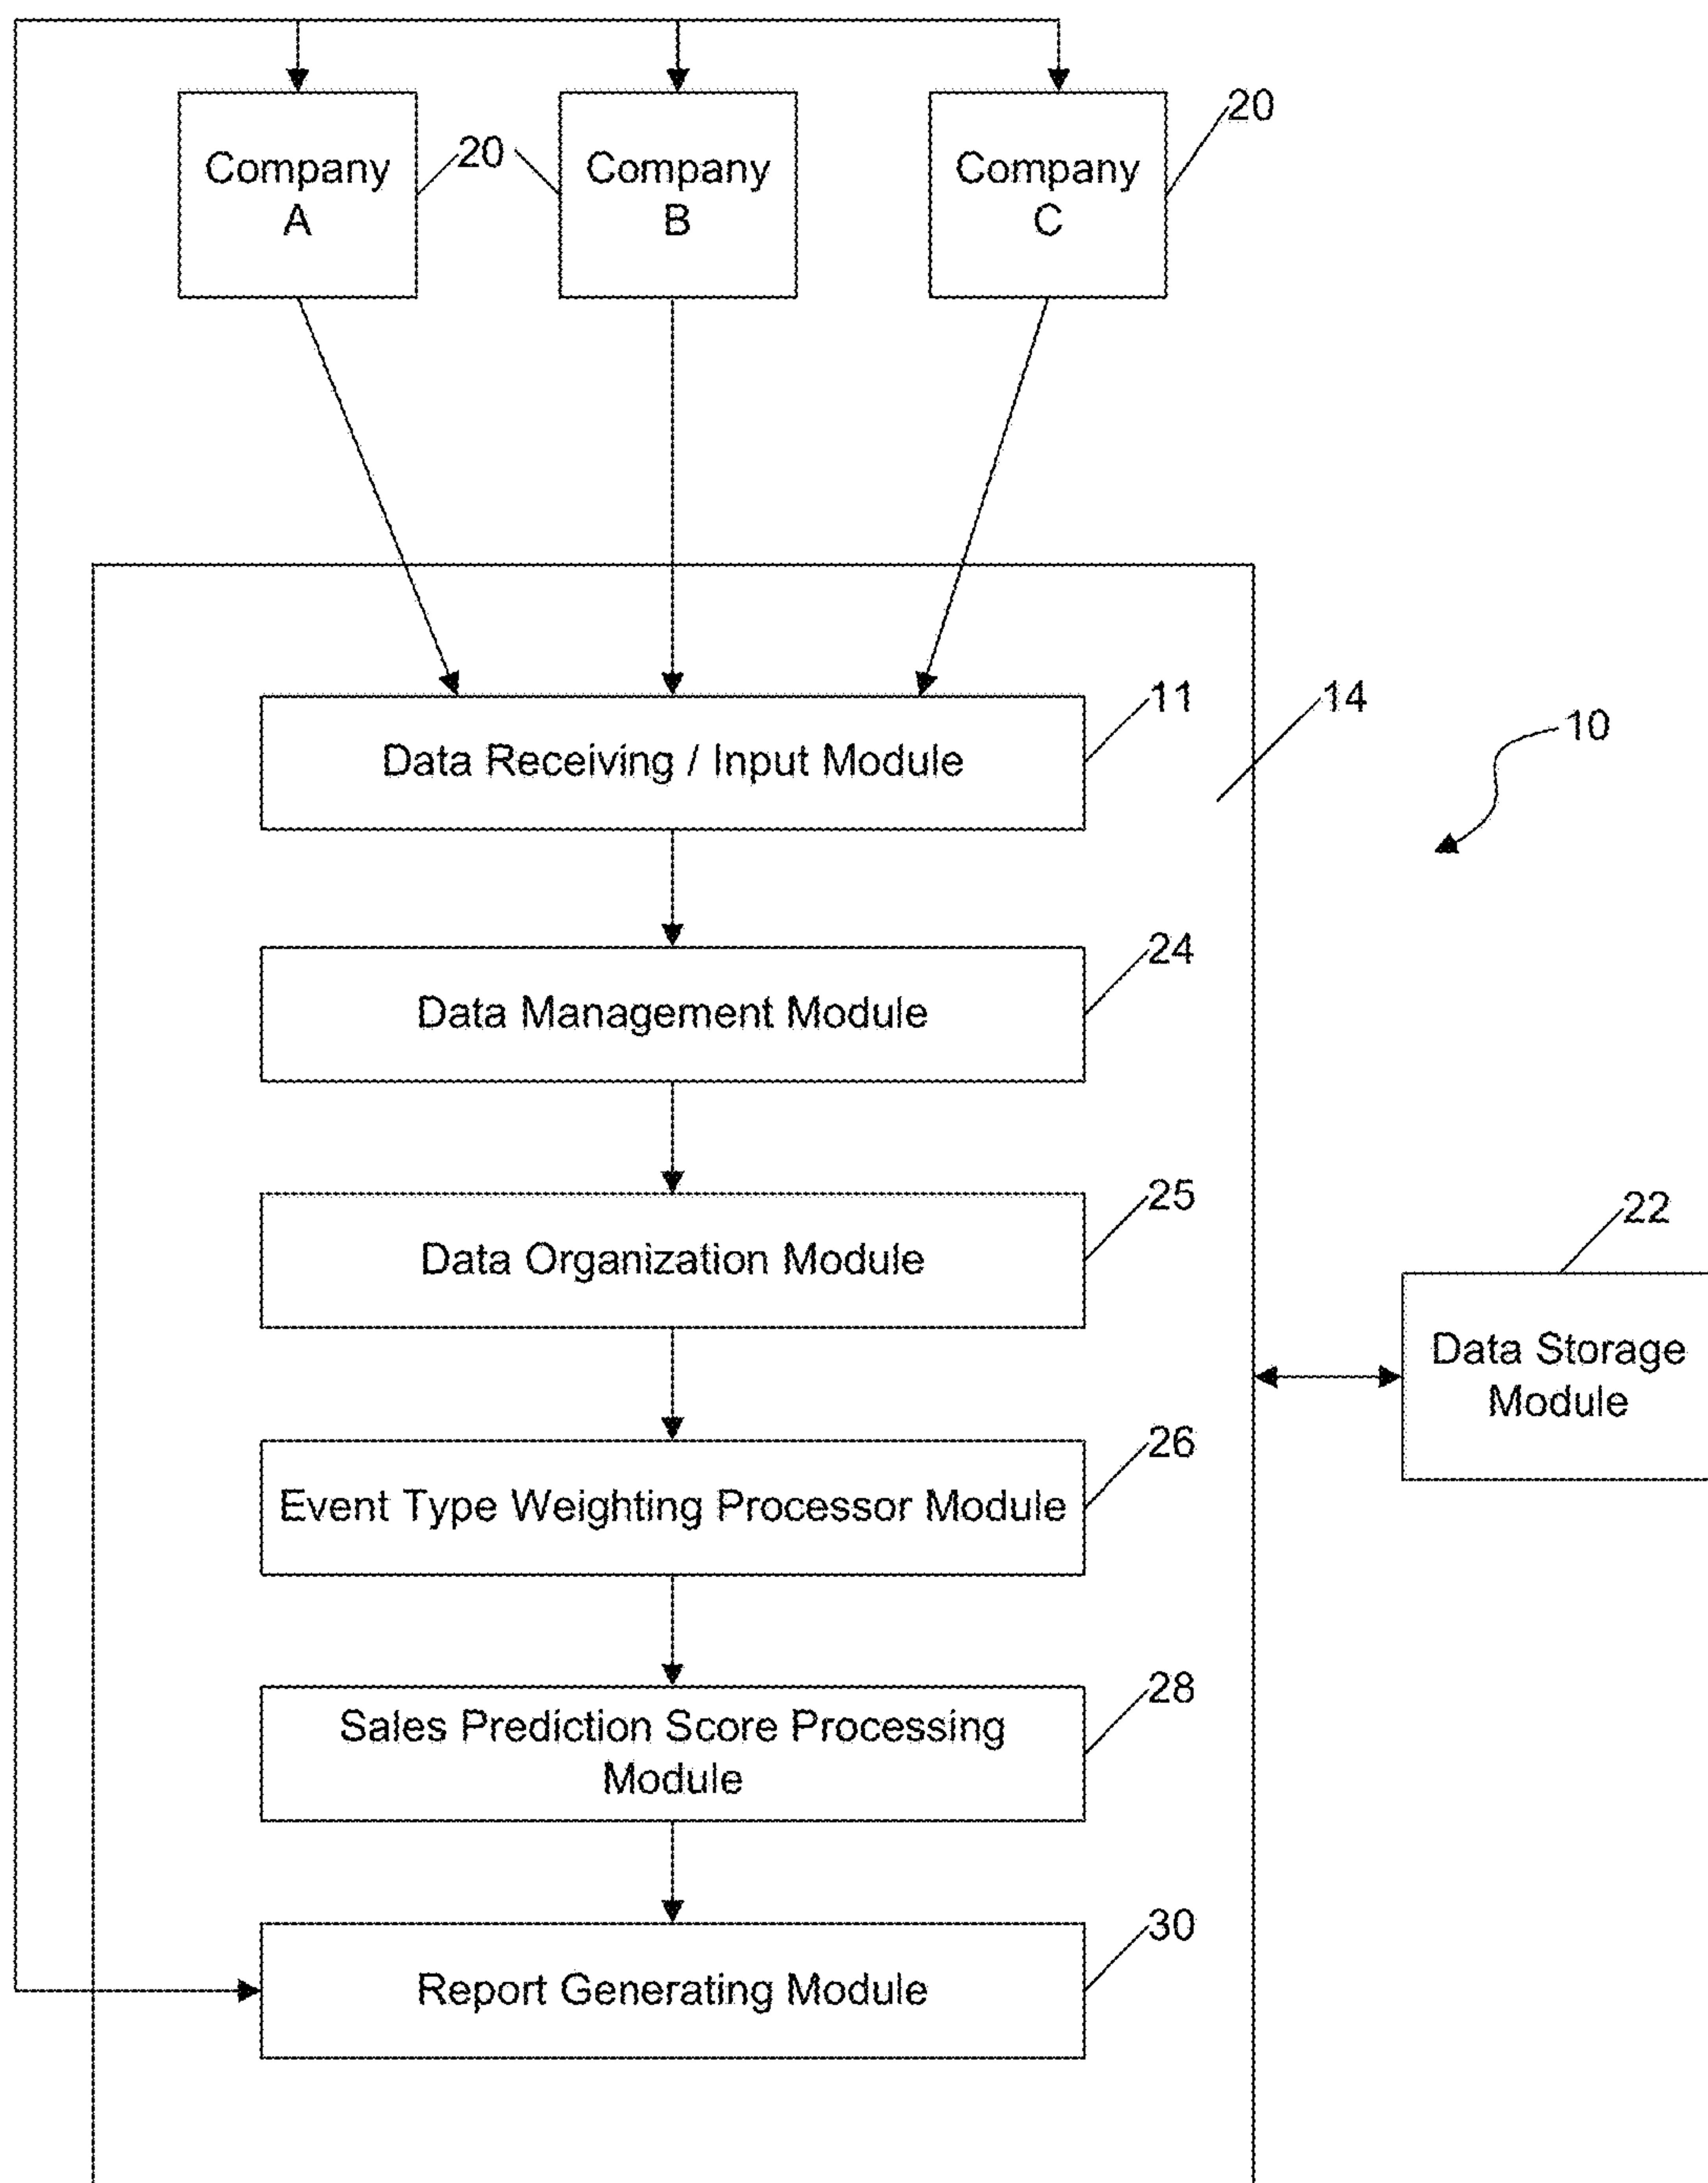 Company
A
20
Company
B
Company
C
20
Data Receiving / Input Module
11
14
10
Data Management Module
24
Data Organization Module
25
22
Data Storage
Module
Event Type Weighting Processor Module
26
Sales Prediction Score Processing
Module
28
Report Generating Module
30